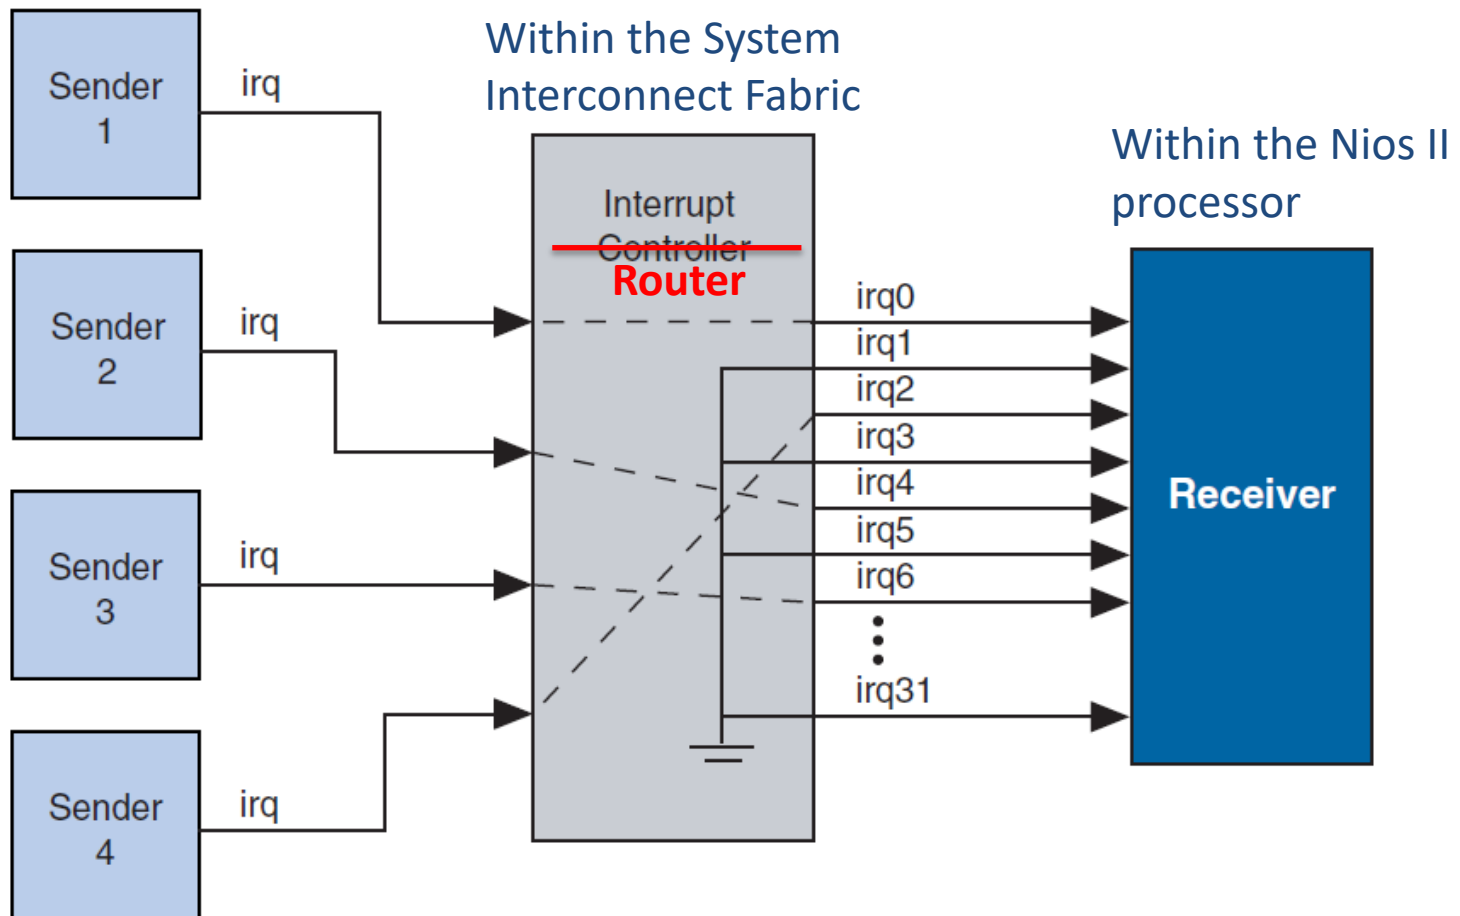 Within the System
Interconnect Fabric
Within the Nios II
processor
Sender
1
irq
Sender
2
irq
Sender
3
irq
Sender
4
irq
Interrupt
Controller
Router
irq0
irq1
irq2
irq3
irq4
irq5
irq6
irq31
Receiver